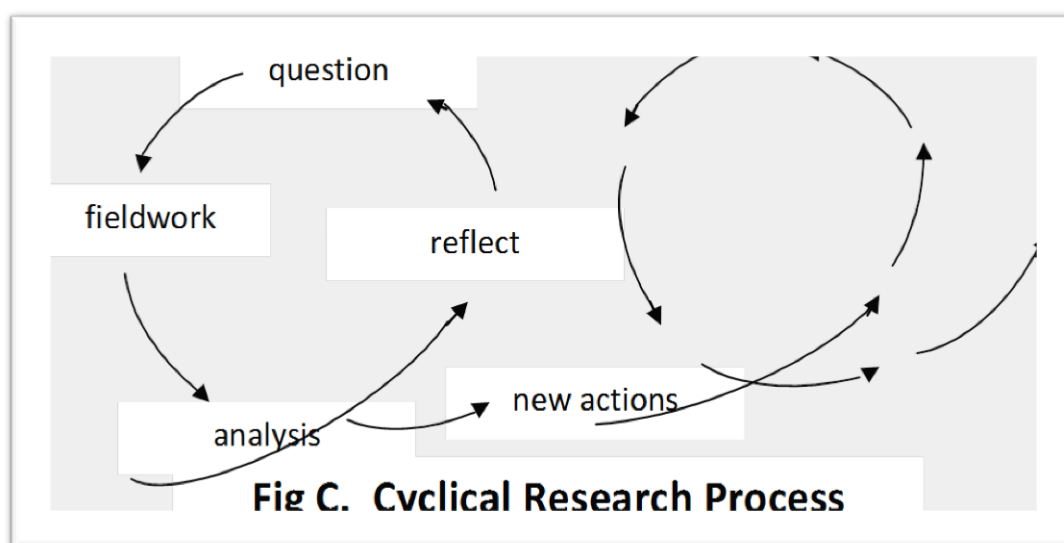 question
fieldwork
reflect
new actions
analysis
Fig C. Cyclical Research Process